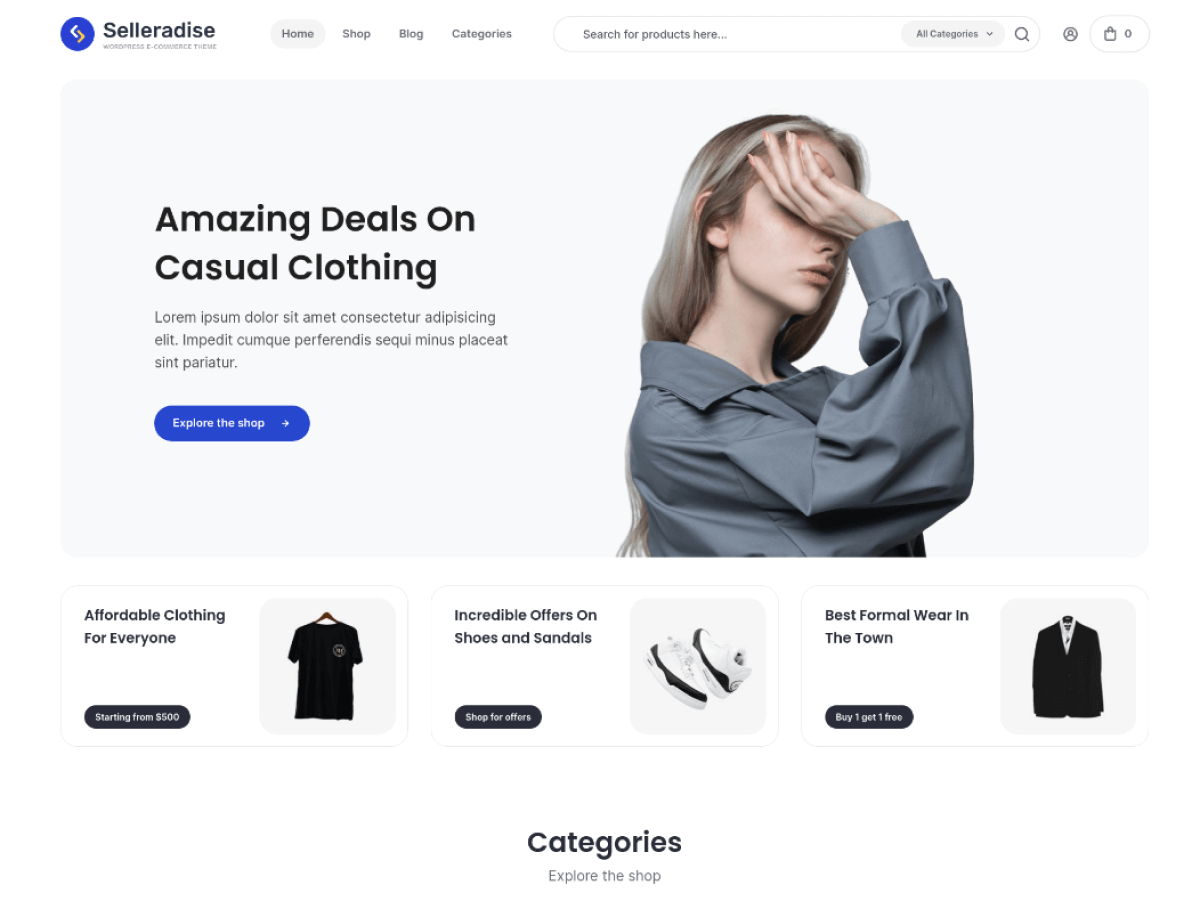 Selleradise
WORDPRESS E-COMMERCE THEME
Home
Shop
Blog
Categories
Search for products here...
All Categories
0
Amazing Deals On
Casual Clothing
Lorem ipsum dolor sit amet consectetur adipisicing
elit. Impedit cumque perferendis sequi minus placeat
sint pariatur.
Explore the shop
Affordable Clothing
For Everyone
Starting from $500
Incredible Offers On
Shoes and Sandals
Shop for offers
Best Formal Wear In
The Town
Buy 1 get 1 free
Categories
Explore the shop